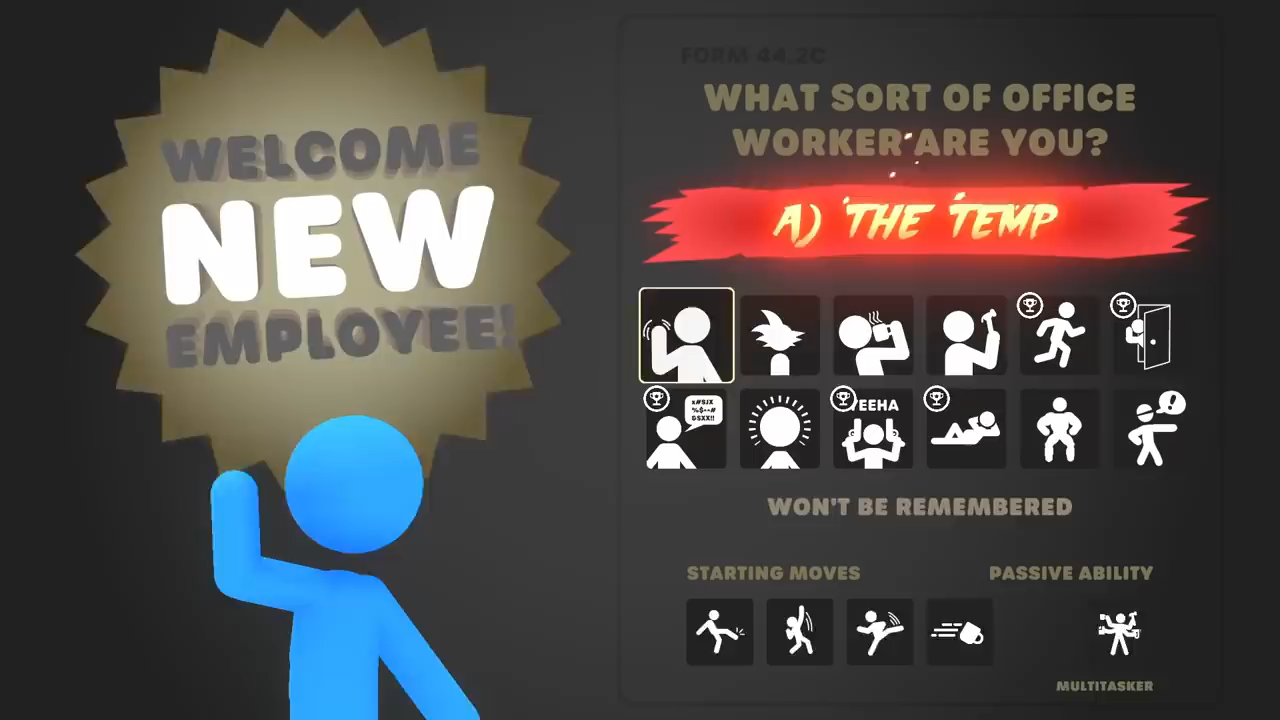 WELCOME
NEW
EMPLOYEE!
FORM 44.2C
WHAT SORT OF OFFICE
WORKER ARE YOU?
A) THE TEMP
X#$!X
YEEHA
WON'T BE REMEMBERED
STARTING MOVES
PASSIVE ABILITY
MULTITASKER